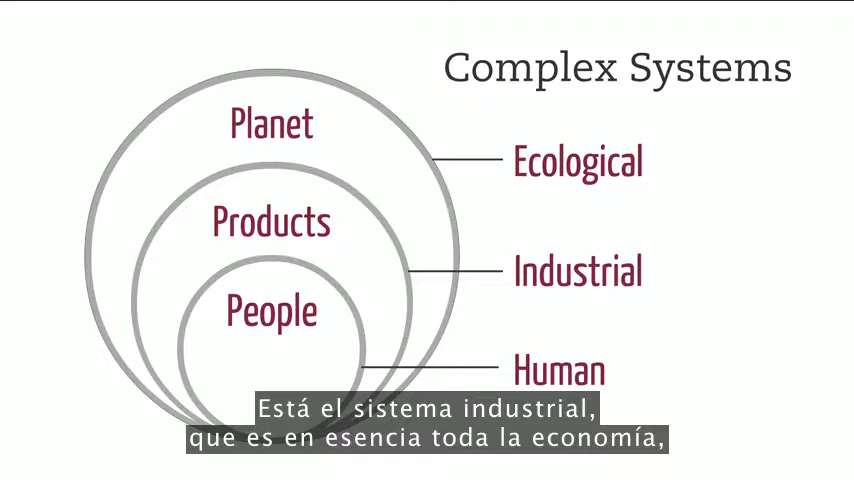 Complex Systems
Planet
Ecological
Products
Industrial
People
Human
Está el sistema industrial,
que es en esencia toda la economía,